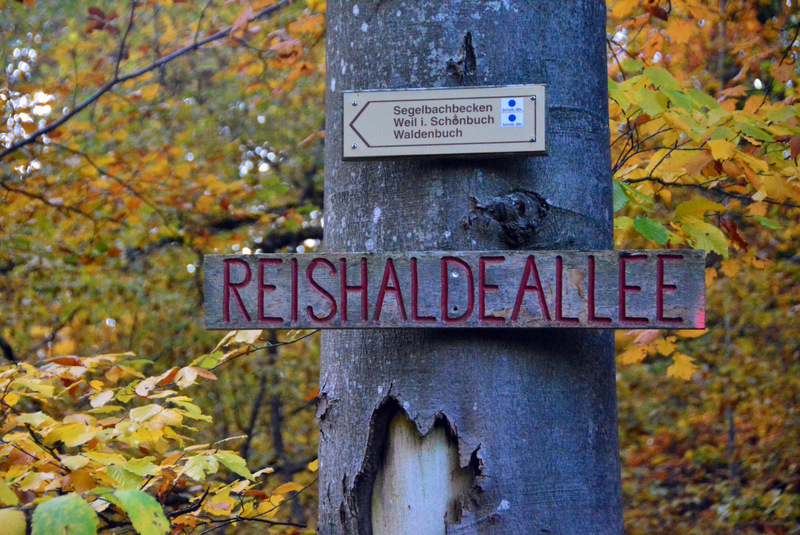 Segelbachbecken
Weil i. Schönbuch
Waldenbuch
REISHALDEALLEE